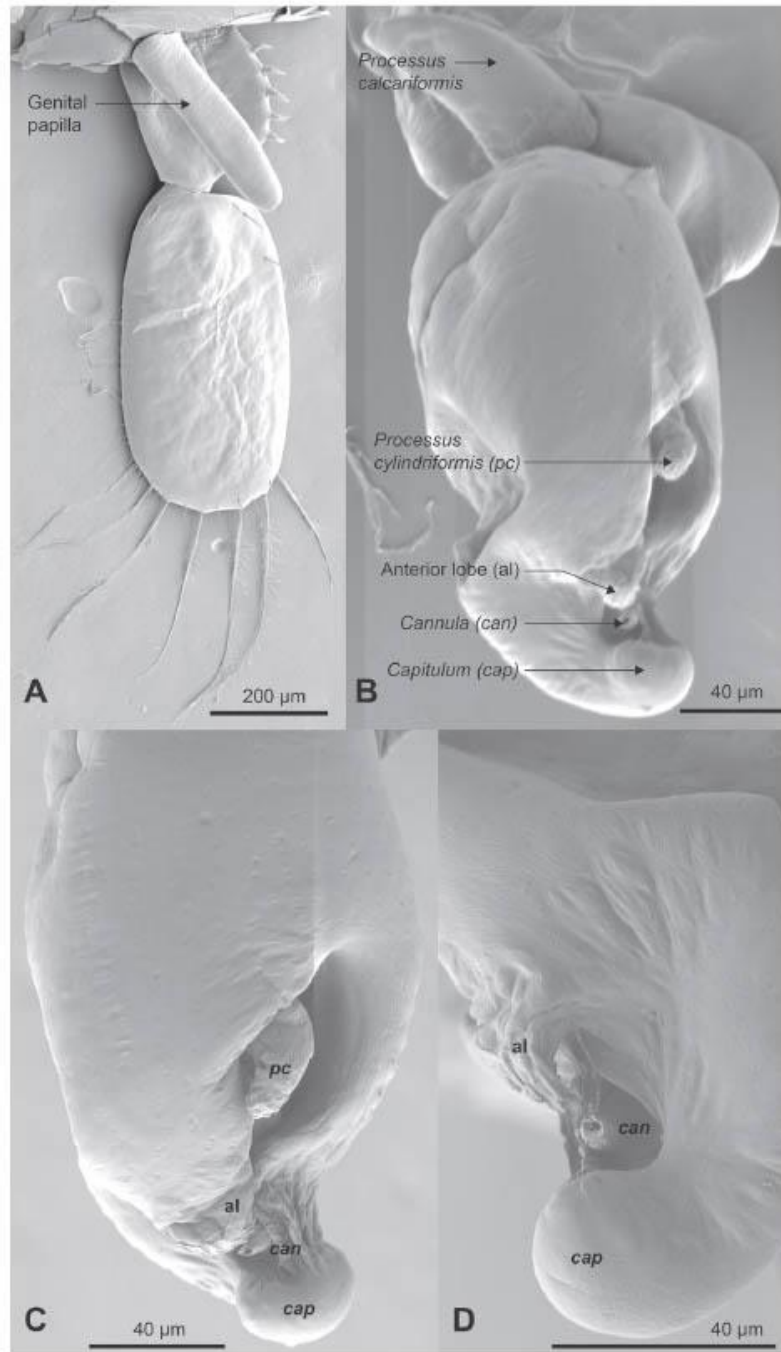 Genital
papilla
A
200 µm
Processus
calcariformis
Processus
cylindriformis (pc)
Anterior lobe (al)
Cannula (can)
Capitulum (cap)
B
40 µm
pc
al
can
cap
C
40 µm
al
can
cap
D
40 µm